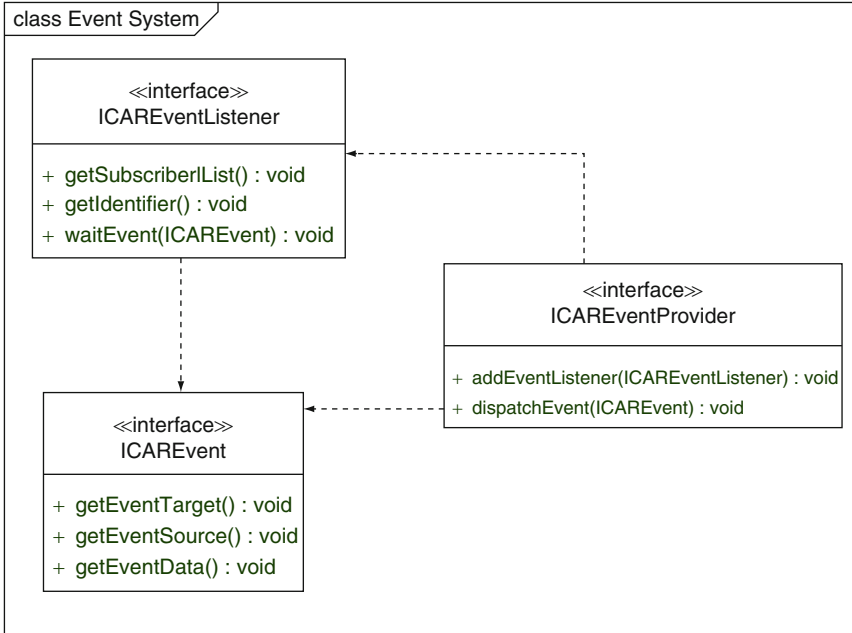 class Event System
≪interface≫
ICAREventListener
+ getSubscriberlList() : void
+ getIdentifier() : void
+ waitEvent(ICAREvent) : void
≪interface≫
ICAREventProvider
+ addEventListener(ICAREventListener) : void
+ dispatchEvent(ICAREvent) : void
≪interface≫
ICAREvent
+ getEventTarget() : void
+ getEventSource() : void
+ getEventData() : void